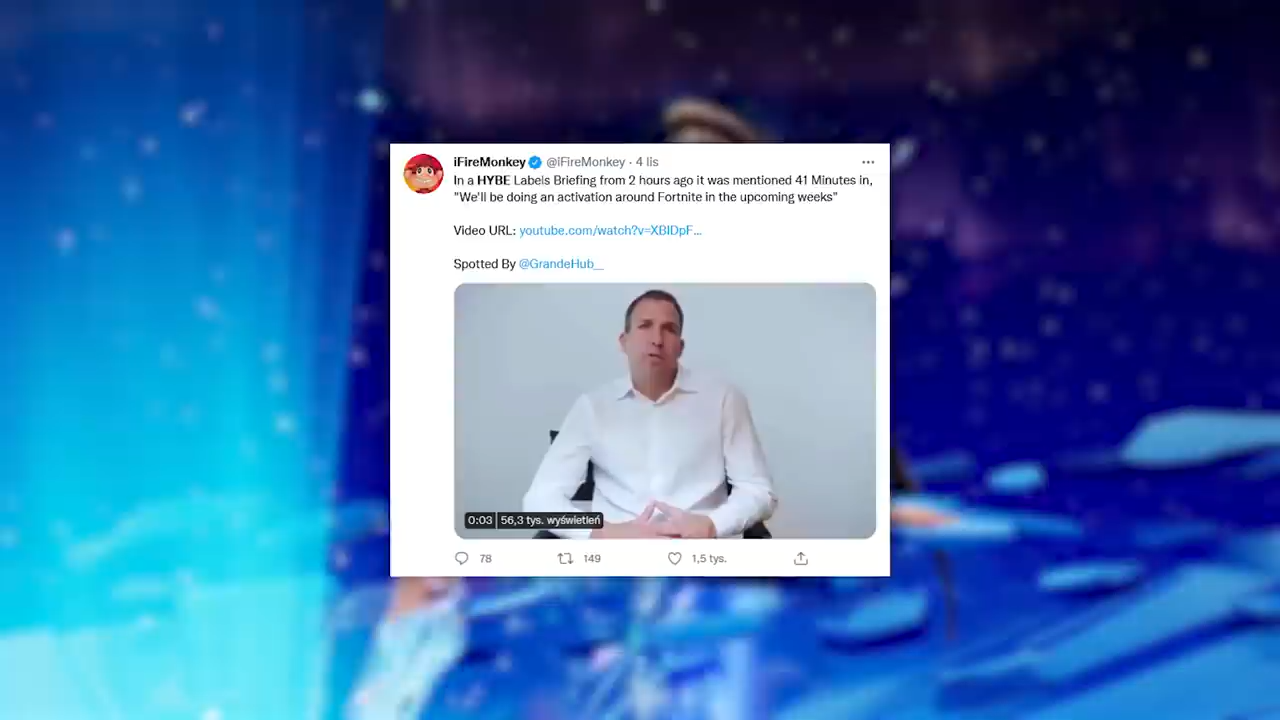 iFireMonkey @iFireMonkey · 4 lis
In a HYBE Labels Briefing from 2 hours ago it was mentioned 41 Minutes in,
"We'll be doing an activation around Fortnite in the upcoming weeks"
Video URL: youtube.com/watch?v=XBIDpF...
Spotted By @GrandeHub__
0:03 56,3 tys. wyświetleń
78 149 1,5 tys.